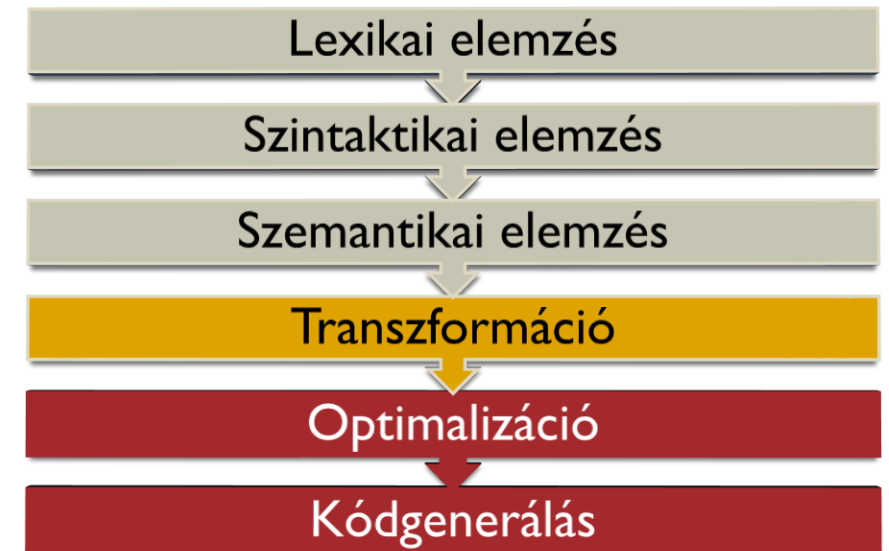 Lexikai elemzés
Szintaktikai elemzés
Szemantikai elemzés
Transzformáció
Optimalizáció
Kódgenerálás